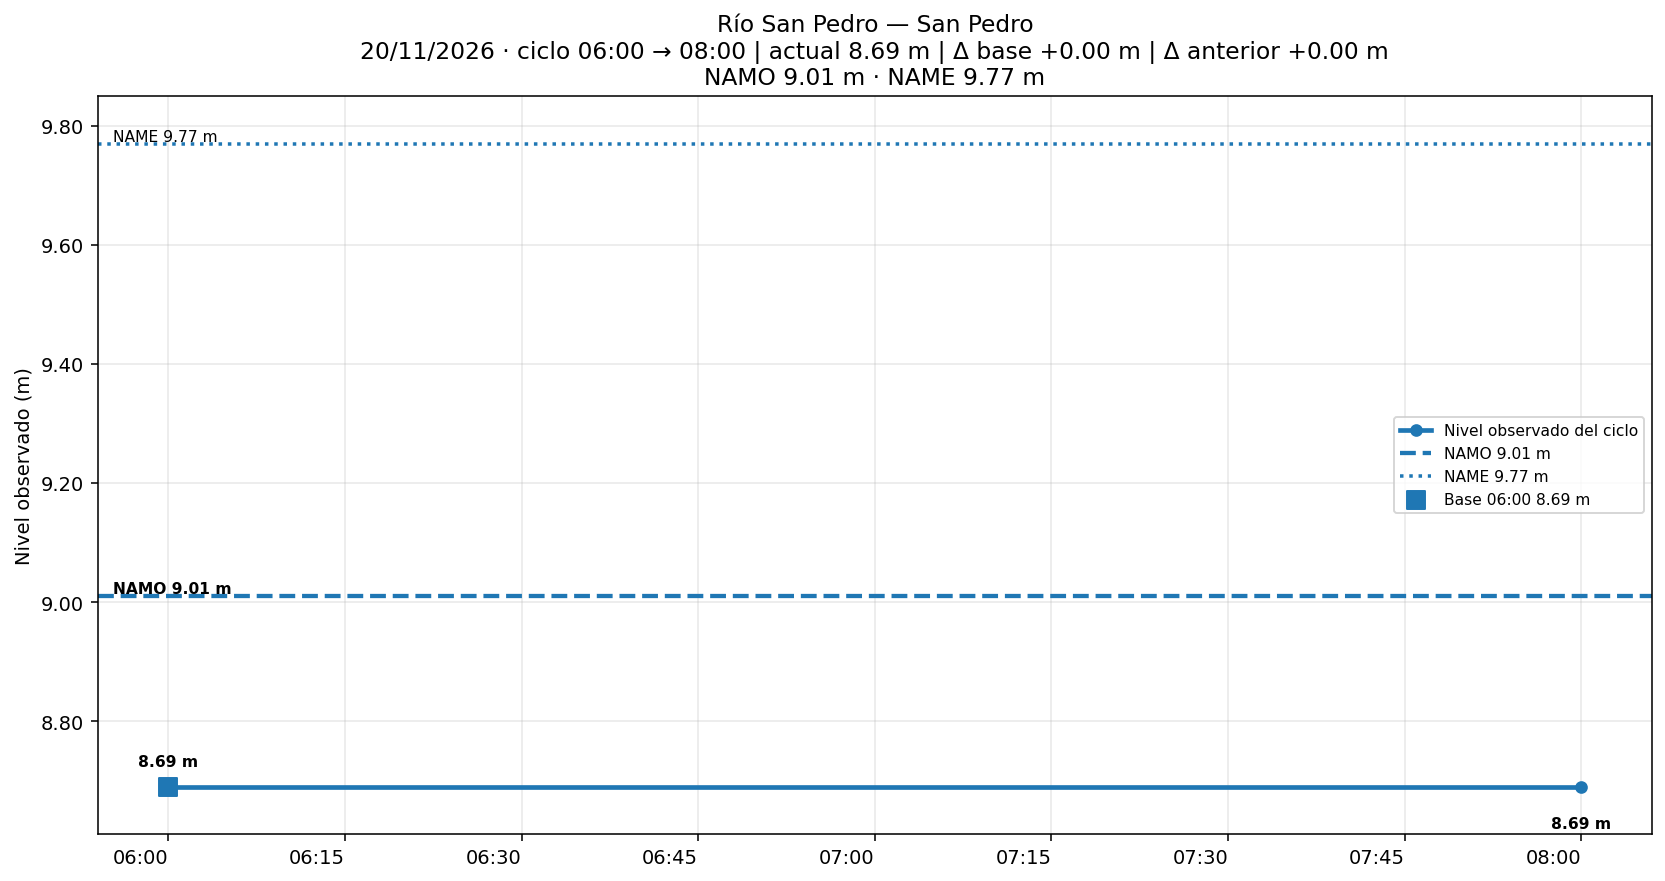 Río San Pedro — San Pedro
20/11/2026 · ciclo 06:00 → 08:00 | actual 8.69 m | Δ base +0.00 m | Δ anterior +0.00 m
NAMO 9.01 m · NAME 9.77 m
Nivel observado (m)
9.80
9.60
9.40
9.20
9.00
8.80
NAME 9.77 m
NAMO 9.01 m
8.69 m
8.69 m
Nivel observado del ciclo
NAMO 9.01 m
NAME 9.77 m
Base 06:00 8.69 m
06:00 06:15 06:30 06:45 07:00 07:15 07:30 07:45 08:00